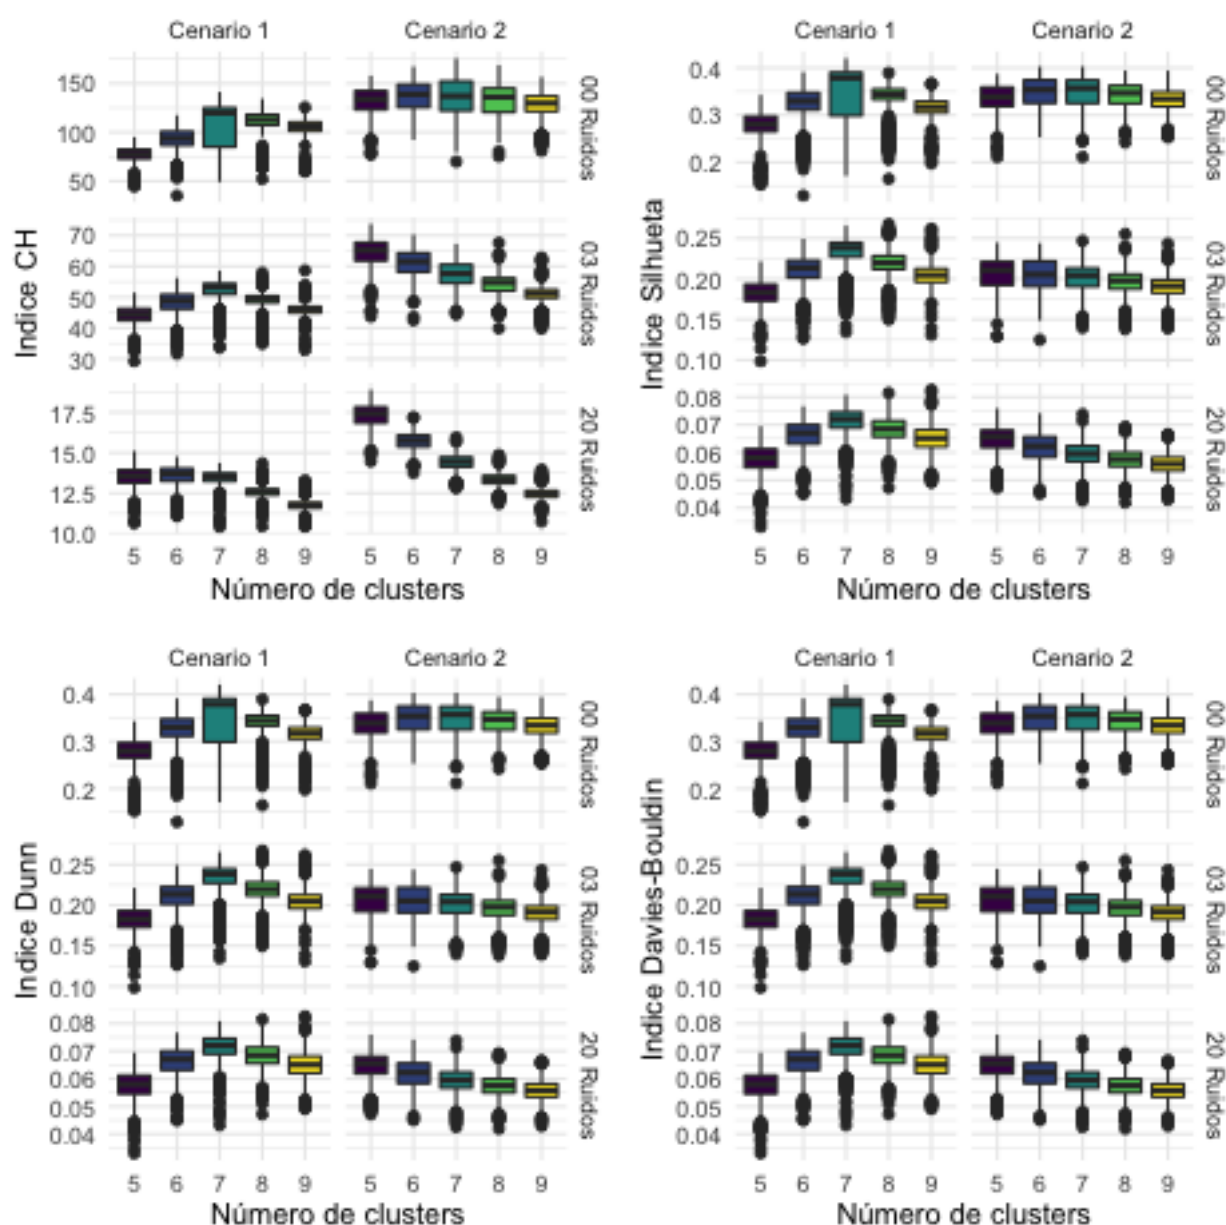 Cenario 1 Cenario 2
Indice CH
150
100
50
00 Ruidos
70
60
50
40
30
03 Ruidos
17.5
15.0
12.5
10.0
20 Ruidos
5 6 7 8 9 5 6 7 8 9
Número de clusters
Cenario 1 Cenario 2
Indice Silhueta
0.4
0.3
0.2
00 Ruidos
0.25
0.20
0.15
0.10
03 Ruidos
0.08
0.07
0.06
0.05
0.04
20 Ruidos
5 6 7 8 9 5 6 7 8 9
Número de clusters
Cenario 1 Cenario 2
Indice Dunn
0.4
0.3
0.2
00 Ruidos
0.25
0.20
0.15
0.10
03 Ruidos
0.08
0.07
0.06
0.05
0.04
20 Ruidos
5 6 7 8 9 5 6 7 8 9
Número de clusters
Cenario 1 Cenario 2
Indice Davies-Bouldin
0.4
0.3
0.2
00 Ruidos
0.25
0.20
0.15
0.10
03 Ruidos
0.08
0.07
0.06
0.05
0.04
20 Ruidos
5 6 7 8 9 5 6 7 8 9
Número de clusters